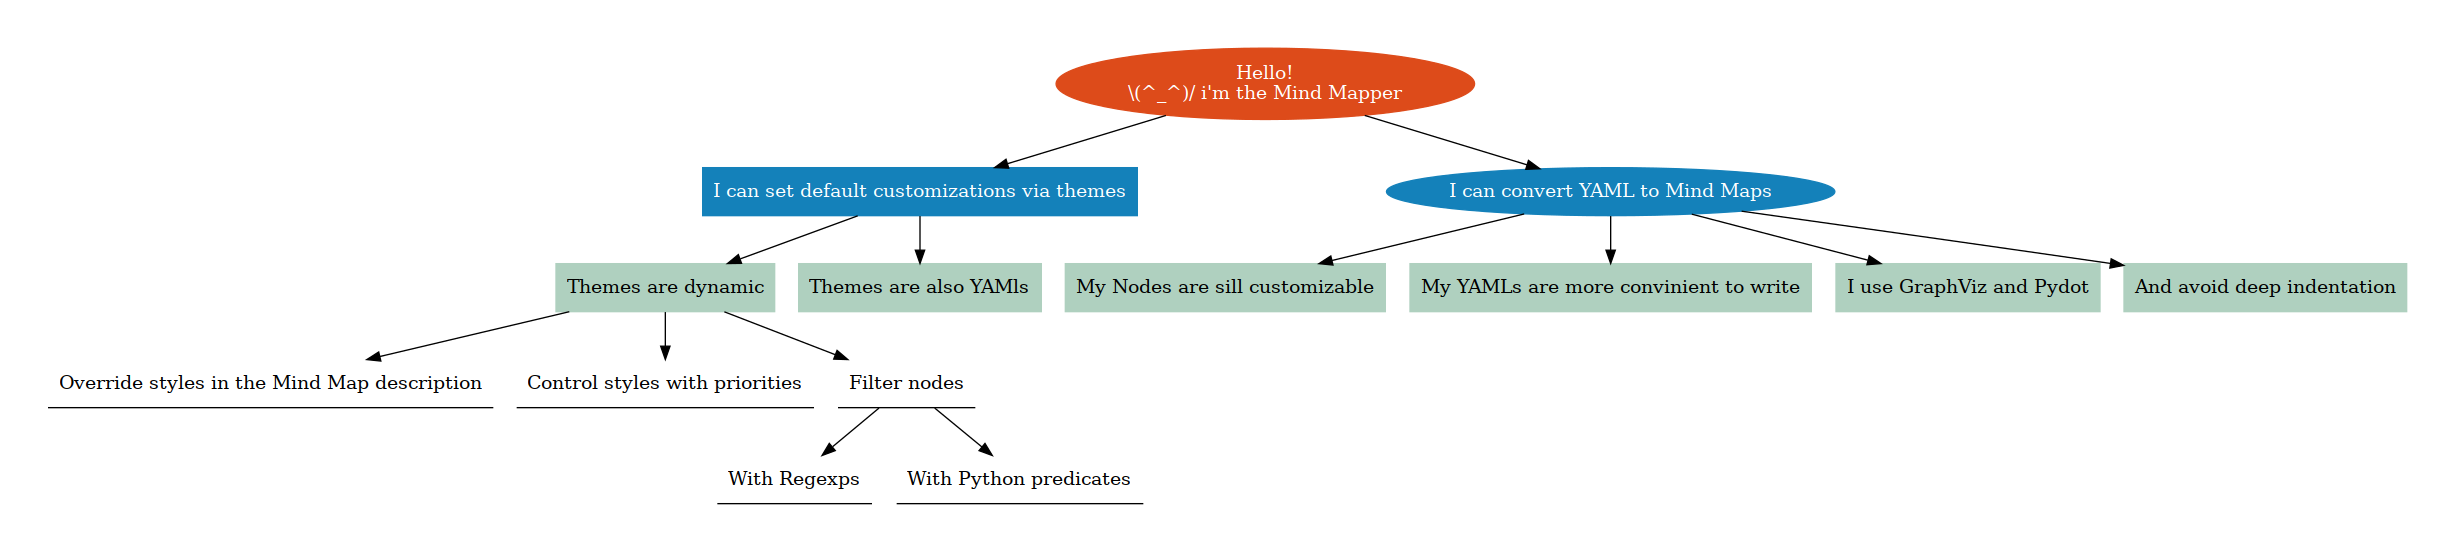 Hello!
\(^_^)/ i'm the Mind Mapper
I can set default customizations via themes
I can convert YAML to Mind Maps
Themes are dynamic
Themes are also YAMls
My Nodes are sill customizable
My YAMLs are more convinient to write
I use GraphViz and Pydot
And avoid deep indentation
Override styles in the Mind Map description
Control styles with priorities
Filter nodes
With Regexps
With Python predicates